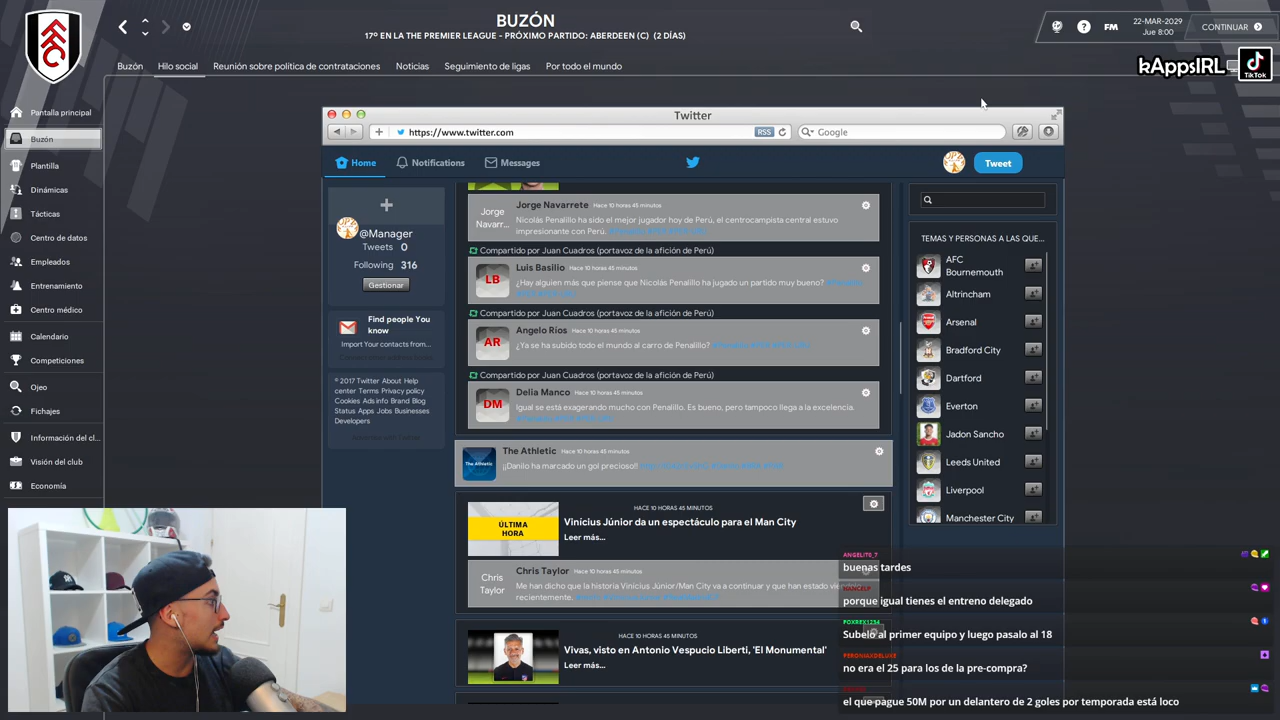 BUZÓN
17º EN LA PREMIER LEAGUE - PRÓXIMO PARTIDO: ABERDEEN (C) (2 DÍAS)
FM
22-MAR-2029
Jue 8:00
CONTINUAR
kAppsIRL
TikTok
Buzón
Hilo social
Reunión sobre política de contrataciones
Noticias
Seguimiento de ligas
Por todo el mundo
Pantalla principal
Buzón
Plantilla
Dinámicas
Tácticas
Centro de datos
Empleados
Entrenamiento
Centro médico
Calendario
Competiciones
Ojeo
Fichajes
Información del cl...
Visión del club
Economía
Twitter
https://www.twitter.com
RSS
Google
Home
Notifications
Messages
Tweet
@Manager
Tweets 0
Following 316
Gestionar
Find people You
know
Import Your contacts from...
© 2017 Twitter About Help
center Terms Privacy policy
Cookies Ads info Brand Blog
Status Apps Jobs Businesses
Developers
Jorge
Navarr...
Jorge Navarrete Hace 10 horas 45 minutos
Nicolás Penalillo ha sido el mejor jugador hoy de Perú, el centrocampista central estuvo
impresionante con Perú.
Compartido por Juan Cuadros (portavoz de la afición de Perú)
LB
Luis Basilio Hace 10 horas 45 minutos
¿Hay alguien más que piense que Nicolás Penalillo ha jugado un partido muy bueno?
Compartido por Juan Cuadros (portavoz de la afición de Perú)
AR
Angelo Ríos Hace 10 horas 45 minutos
¿Ya se ha subido todo el mundo al carro de Penalillo?
Compartido por Juan Cuadros (portavoz de la afición de Perú)
DM
Delia Manco Hace 10 horas 45 minutos
Igual se está exagerando mucho con Penalillo. Es bueno, pero tampoco llega a la excelencia.
The Athletic
The Athletic Hace 10 horas 45 minutos
¡¡Danilo ha marcado un gol precioso!!
HACE 10 HORAS 45 MINUTOS
ÚLTIMA
HORA
Vinícius Júnior da un espectáculo para el Man City
Leer más...
Chris
Taylor
Chris Taylor Hace 10 horas 45 minutos
Me han dicho que la historia Vinícius Júnior/Man City va a continuar y que han estado
recientemente.
HACE 10 HORAS 45 MINUTOS
Vivas, visto en Antonio Vespucio Liberti, 'El Monumental'
Leer más...
TEMAS Y PERSONAS A LAS QUE...
AFC
Bournemouth
Altrincham
Arsenal
Bradford City
Dartford
Everton
Jadon Sancho
Leeds United
Liverpool
Manchester City
ANGELIT0_7
buenas tardes
porque igual tienes el entreno delegado
FOXREX1234
Subelo al primer equipo y luego pasalo al 18
PERONIAXDELUXE
no era el 25 para los de la pre-compra?
el que pague 50M por un delantero de 2 goles por temporada está loco